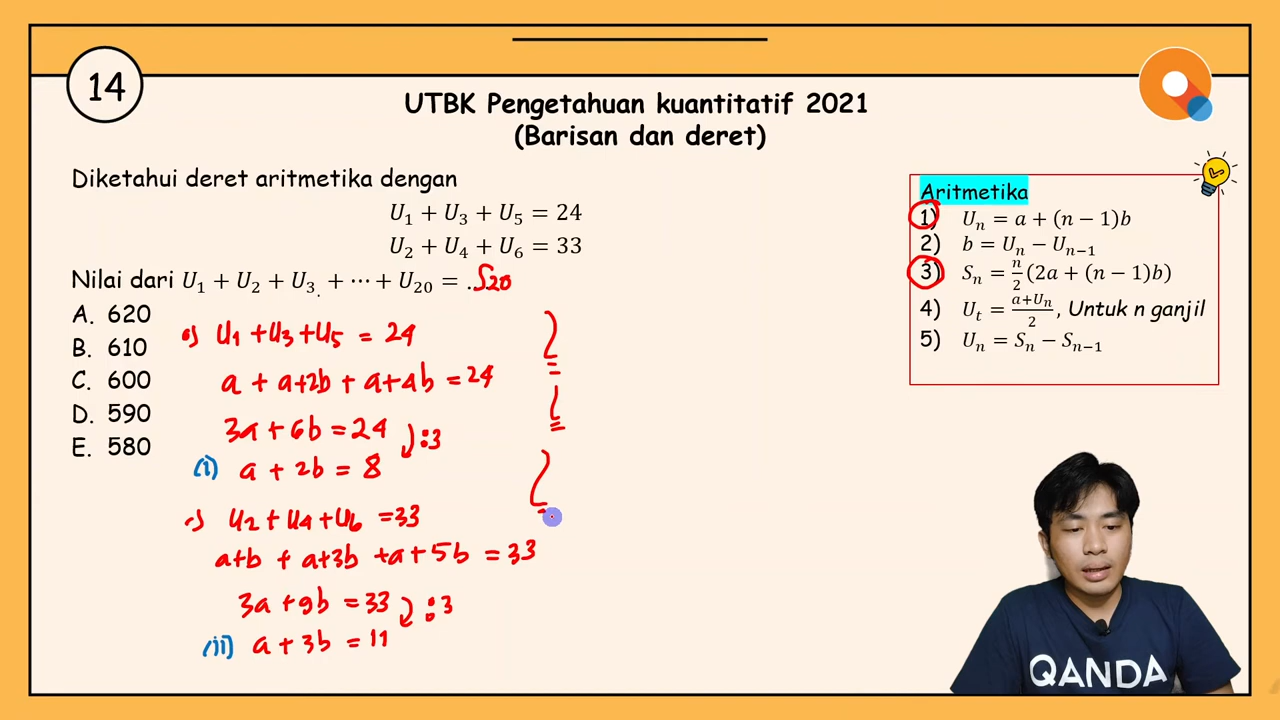 14
UTBK Pengetahuan kuantitatif 2021
(Barisan dan deret)
Diketahui deret aritmetika dengan
U₁ + U₃ + U₅ = 24
U₂ + U₄ + U₆ = 33
Nilai dari U₁ + U₂ + U₃ + ⋯ + U₂₀ = . S20
A. 620
B. 610
C. 600
D. 590
E. 580
•) U1 + U3 + U5 = 24
a + a+2b + a+4b = 24
3a + 6b = 24 :3
(i) a + 2b = 8
•) U2 + U4 + U6 = 33
a+b + a+3b + a+5b = 33
3a + 9b = 33 :3
(ii) a + 3b = 11
Aritmetika
1) Uₙ = a + (n − 1)b
2) b = Uₙ − Uₙ₋₁
3) Sₙ = n/2 (2a + (n − 1)b)
4) Uₜ = (a+Uₙ)/2, Untuk n ganjil
5) Uₙ = Sₙ − Sₙ₋₁
QANDA